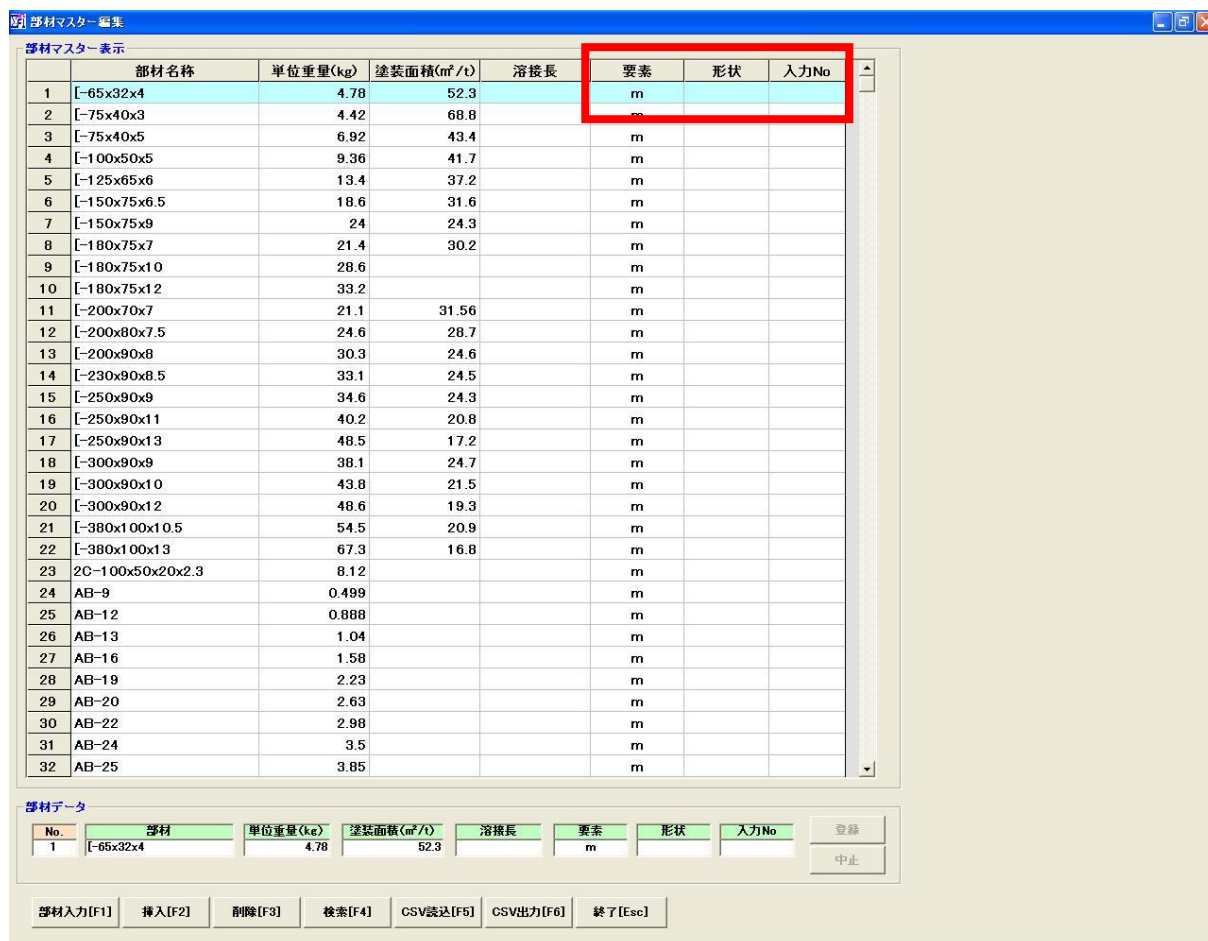 部材マスター編集
部材マスター表示
部材名称 単位重量(kg) 塗装面積(㎡/t) 溶接長 要素 形状 入力No
1 [-65x32x4 4.78 52.3 m
2 [-75x40x3 4.42 68.8 m
3 [-75x40x5 6.92 43.4 m
4 [-100x50x5 9.36 41.7 m
5 [-125x65x6 13.4 37.2 m
6 [-150x75x6.5 18.6 31.6 m
7 [-150x75x9 24 24.3 m
8 [-180x75x7 21.4 30.2 m
9 [-180x75x10 28.6 m
10 [-180x75x12 33.2 m
11 [-200x70x7 21.1 31.56 m
12 [-200x80x7.5 24.6 28.7 m
13 [-200x90x8 30.3 24.6 m
14 [-230x90x8.5 33.1 24.5 m
15 [-250x90x9 34.6 24.3 m
16 [-250x90x11 40.2 20.8 m
17 [-250x90x13 48.5 17.2 m
18 [-300x90x9 38.1 24.7 m
19 [-300x90x10 43.8 21.5 m
20 [-300x90x12 48.6 19.3 m
21 [-380x100x10.5 54.5 20.9 m
22 [-380x100x13 67.3 16.8 m
23 2C-100x50x20x2.3 8.12 m
24 AB-9 0.499 m
25 AB-12 0.888 m
26 AB-13 1.04 m
27 AB-16 1.58 m
28 AB-19 2.23 m
29 AB-20 2.63 m
30 AB-22 2.98 m
31 AB-24 3.5 m
32 AB-25 3.85 m
部材データ
No. 部材 単位重量(kg) 塗装面積(㎡/t) 溶接長 要素 形状 入力No 登録
1 [-65x32x4 4.78 52.3 m
中止
部材入力[F1] 挿入[F2] 削除[F3] 検索[F4] CSV読込[F5] CSV出力[F6] 終了[Esc]